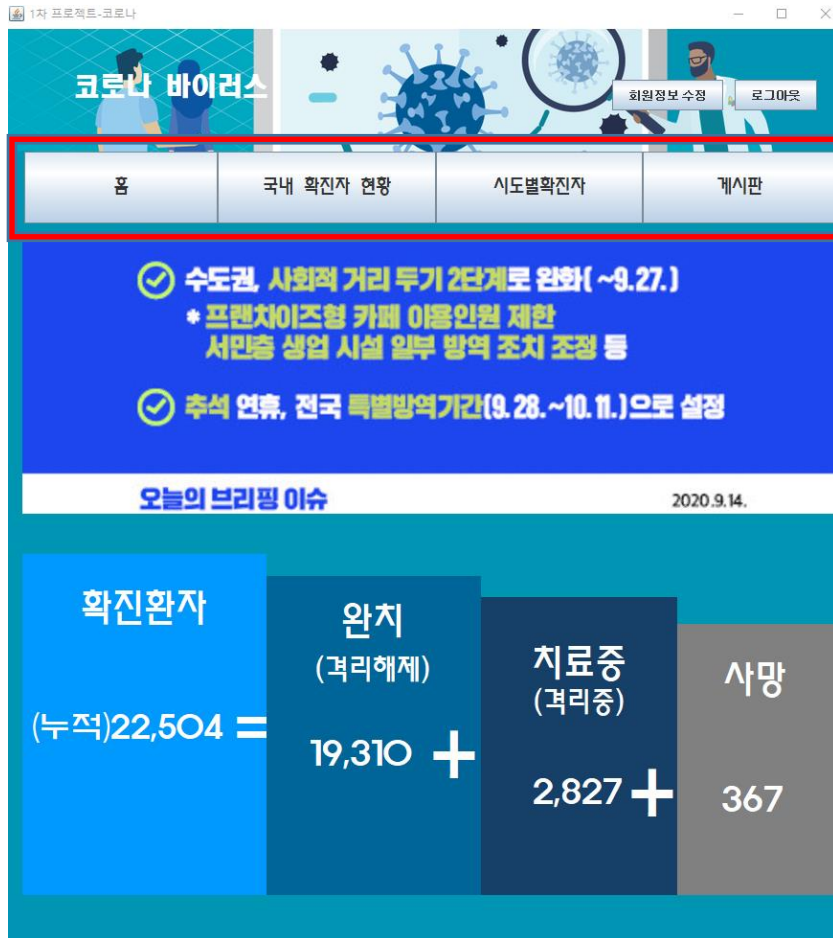 1차 프로젝트-코로나
코로나 바이러스
회원정보 수정 로그아웃
홈 국내 확진자 현황 시도별확진자 게시판
수도권, 사회적 거리 두기 2단계로 완화( ~9.27.)
* 프랜차이즈형 카페 이용인원 제한
서민층 생업 시설 일부 방역 조치 조정 등
추석 연휴, 전국 특별방역기간(9.28.~10.11.)으로 설정
오늘의 브리핑 이슈 2020.9.14.
확진환자
(누적)22,504 =
완치
(격리해제)
19,310 +
치료중
(격리중)
2,827 +
사망
367